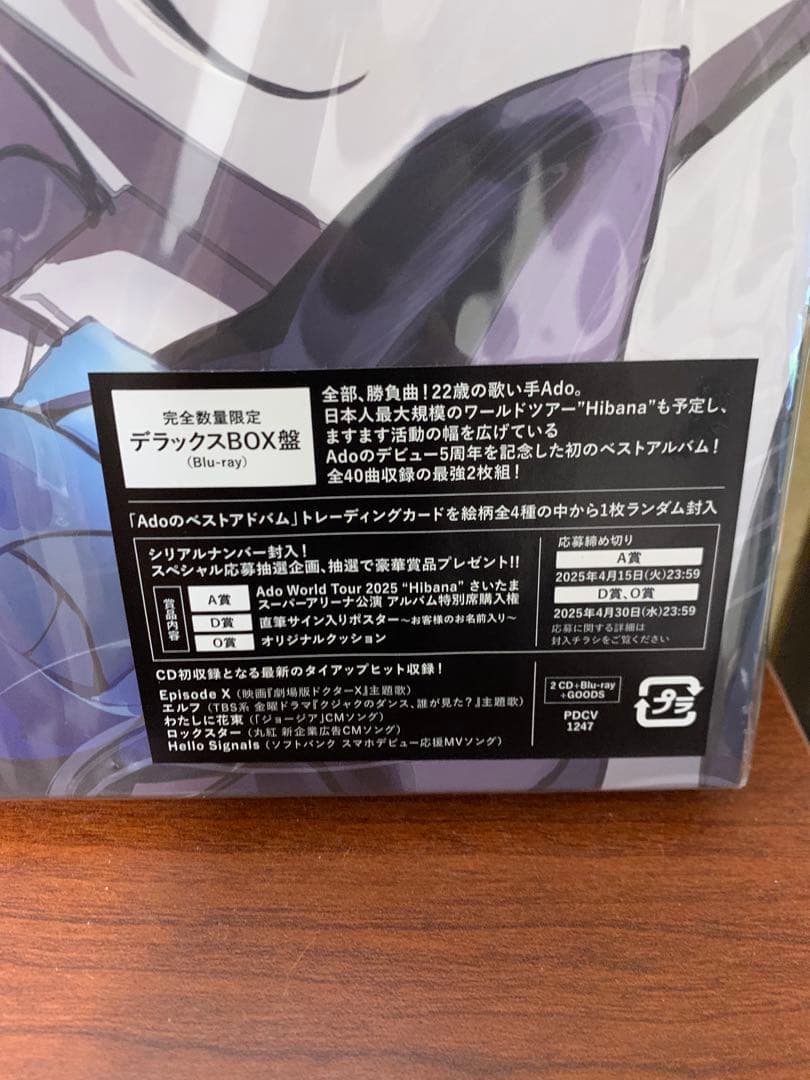 完全数量限定
デラックスBOX盤
(Blu-ray)
全部、勝負曲!22歳の歌い手Ado。
日本人最大規模のワールドツアー"Hibana"も予定し、
ますます活動の幅を広げている
Adoのデビュー5周年を記念した初のベストアルバム!
全40曲収録の最強2枚組!
「Adoのベストアドバム」トレーディングカードを絵柄全4種の中から1枚ランダム封入
シリアルナンバー封入!
スペシャル応募抽選企画、抽選で豪華賞品プレゼント!!
賞品内容
A賞
Ado World Tour 2025 “Hibana” さいたま
スーパーアリーナ公演 アルバム特別席購入権
D賞
直筆サイン入りポスター~お客様のお名前入り~
O賞
オリジナルクッション
応募締め切り
A賞
2025年4月15日(火)23:59
D賞、O賞
2025年4月30日(水)23:59
応募に関する詳細は
封入チラシをご覧ください
CD初収録となる最新のタイアップヒット収録!
Episode X (映画『劇場版ドクターX』主題歌)
エルフ (TBS系 金曜ドラマ『クジャクのダンス、誰が見た?』主題歌)
わたしに花束 (「ジョージア」CMソング)
ロックスター (丸紅 新企業広告CMソング)
Hello Signals (ソフトバンク スマホデビュー応援MVソング)
2 CD+Blu-ray
+GOODS
PDCV
1247
プラ